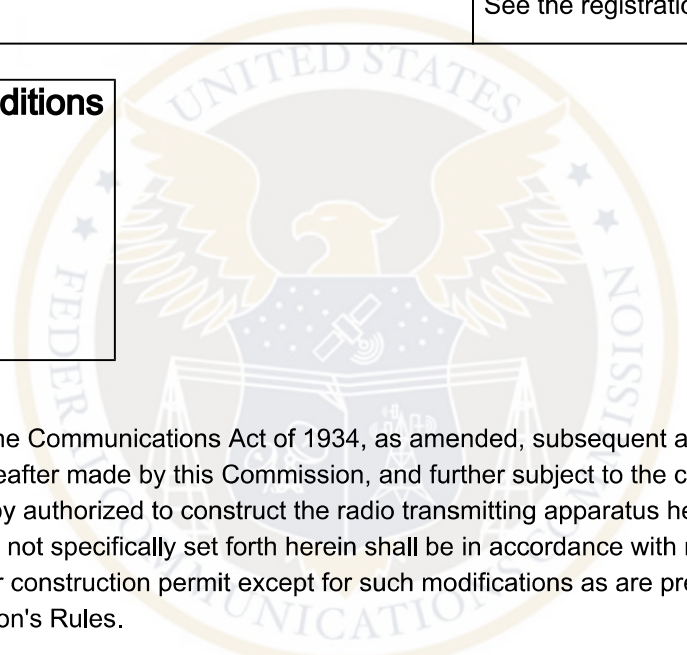 See the registratio
ditions
UNITED STATES
FEDER
COMMISSION
UNICATIO
he Communications Act of 1934, as amended, subsequent a
eafter made by this Commission, and further subject to the c
by authorized to construct the radio transmitting apparatus he
not specifically set forth herein shall be in accordance with
r construction permit except for such modifications as are pre
on's Rules.